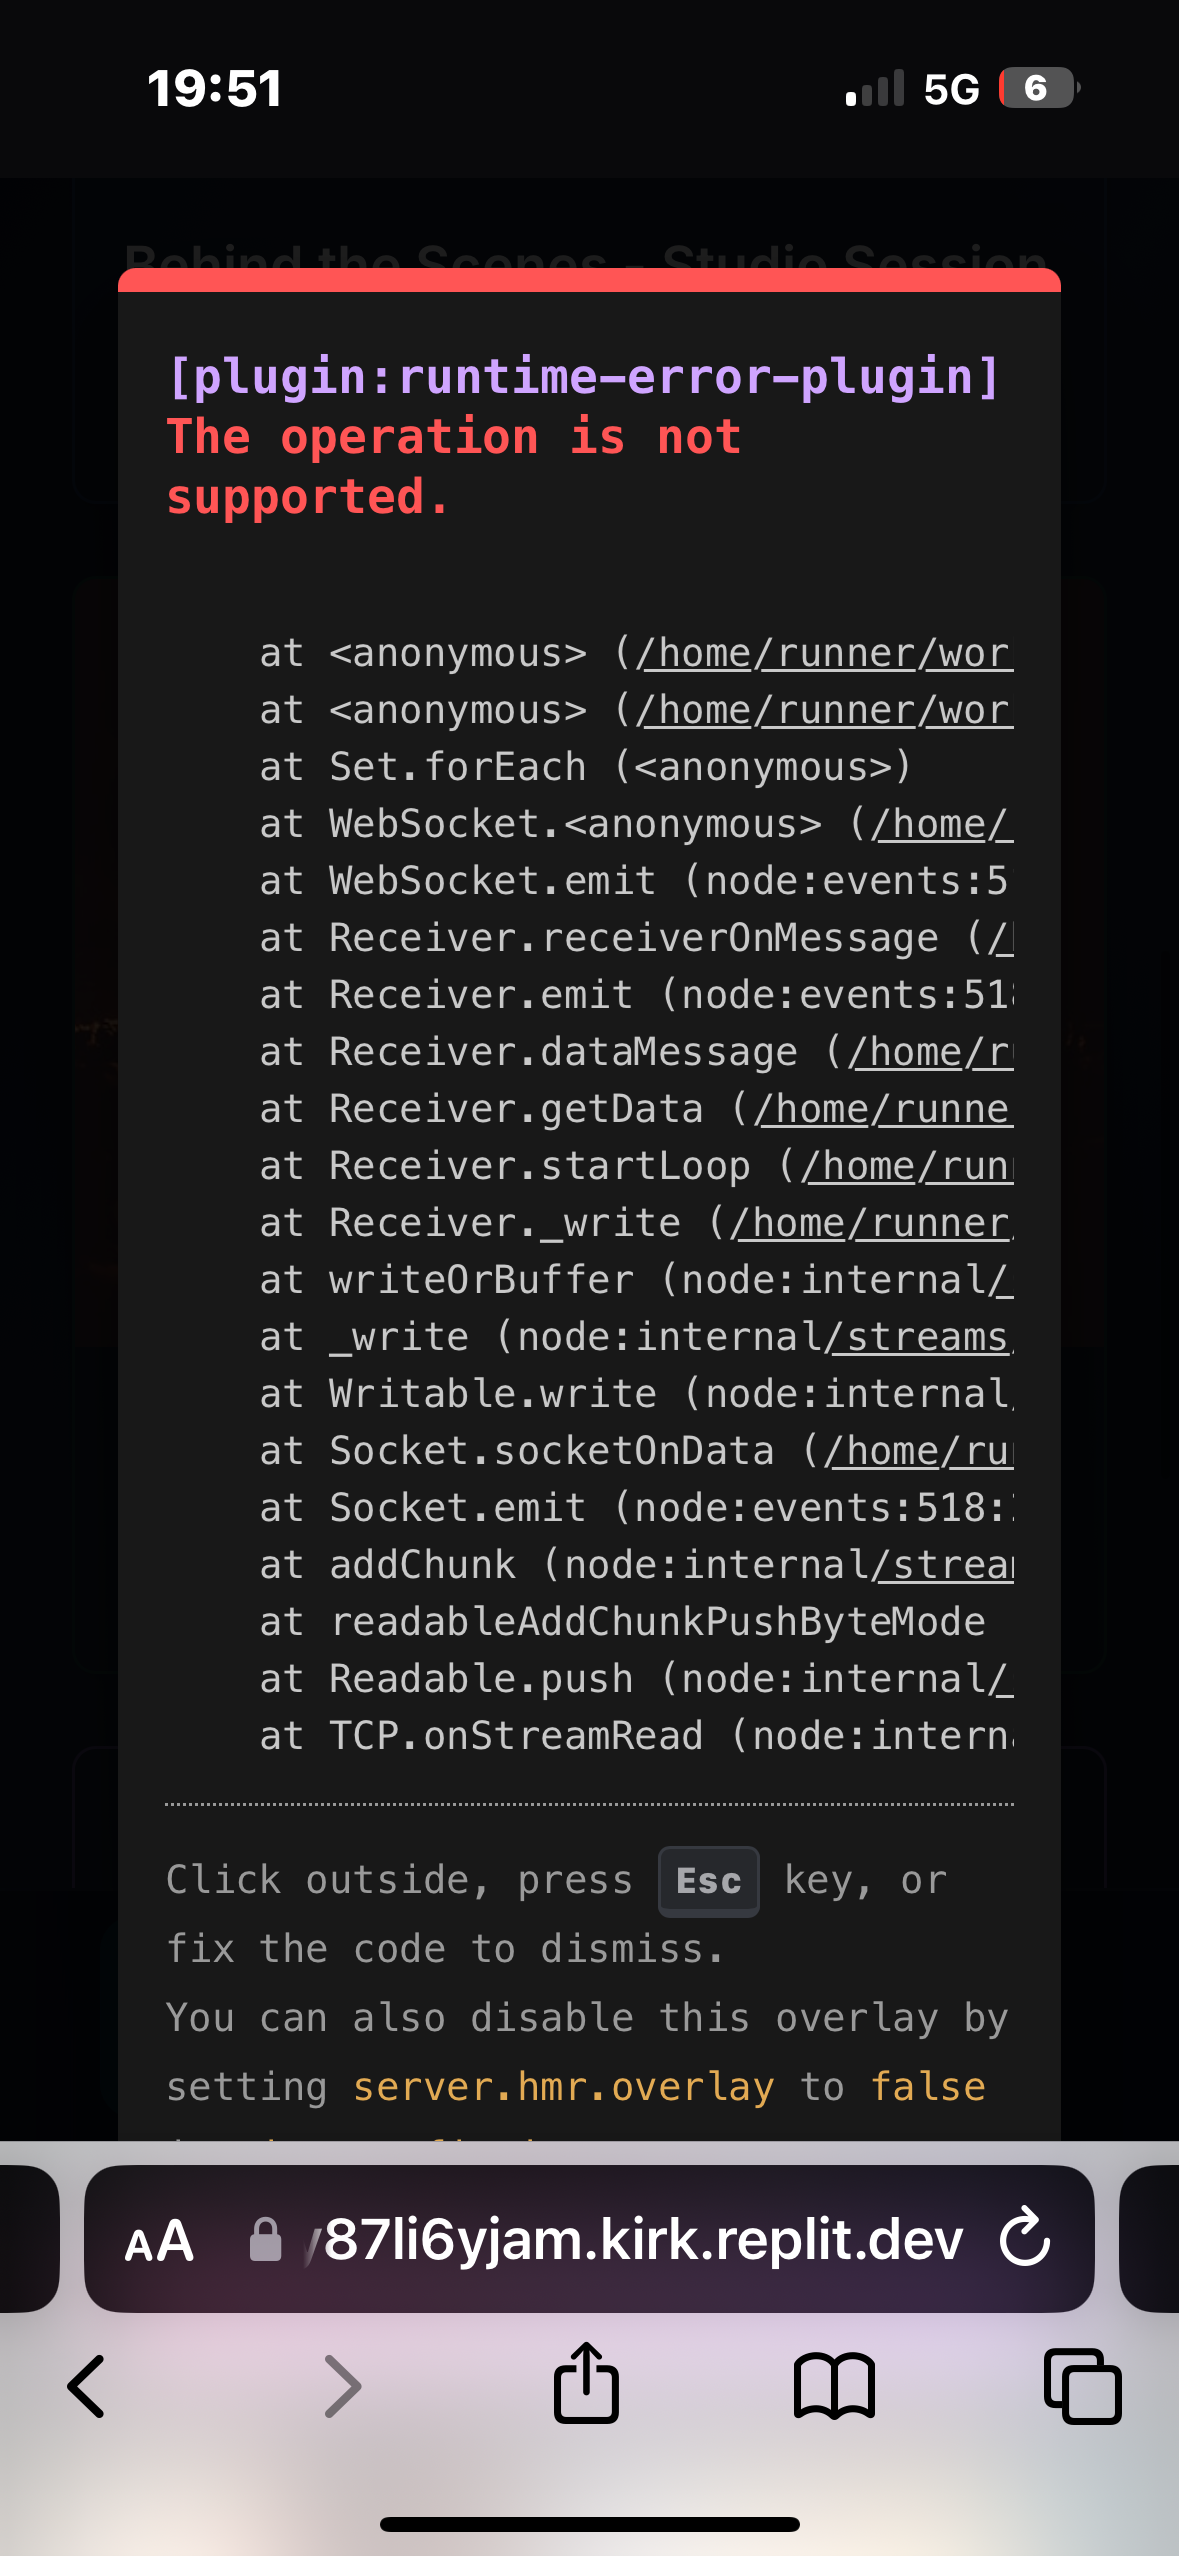 19:51
5G
6
Behind the Scenes - Studio Session
[plugin:runtime-error-plugin]
The operation is not
supported.
at <anonymous> (/home/runner/wor
at <anonymous> (/home/runner/wor
at Set.forEach (<anonymous>)
at WebSocket.<anonymous> (/home/
at WebSocket.emit (node:events:5
at Receiver.receiverOnMessage (/
at Receiver.emit (node:events:518
at Receiver.dataMessage (/home/ru
at Receiver.getData (/home/runne
at Receiver.startLoop (/home/run
at Receiver._write (/home/runner/
at writeOrBuffer (node:internal/
at _write (node:internal/streams/
at Writable.write (node:internal/
at Socket.socketOnData (/home/ru
at Socket.emit (node:events:518:
at addChunk (node:internal/strea
at readableAddChunkPushByteMode
at Readable.push (node:internal/
at TCP.onStreamRead (node:intern
Click outside, press Esc key, or
fix the code to dismiss.
You can also disable this overlay by
setting server.hmr.overlay to false
AA
87li6yjam.kirk.replit.dev